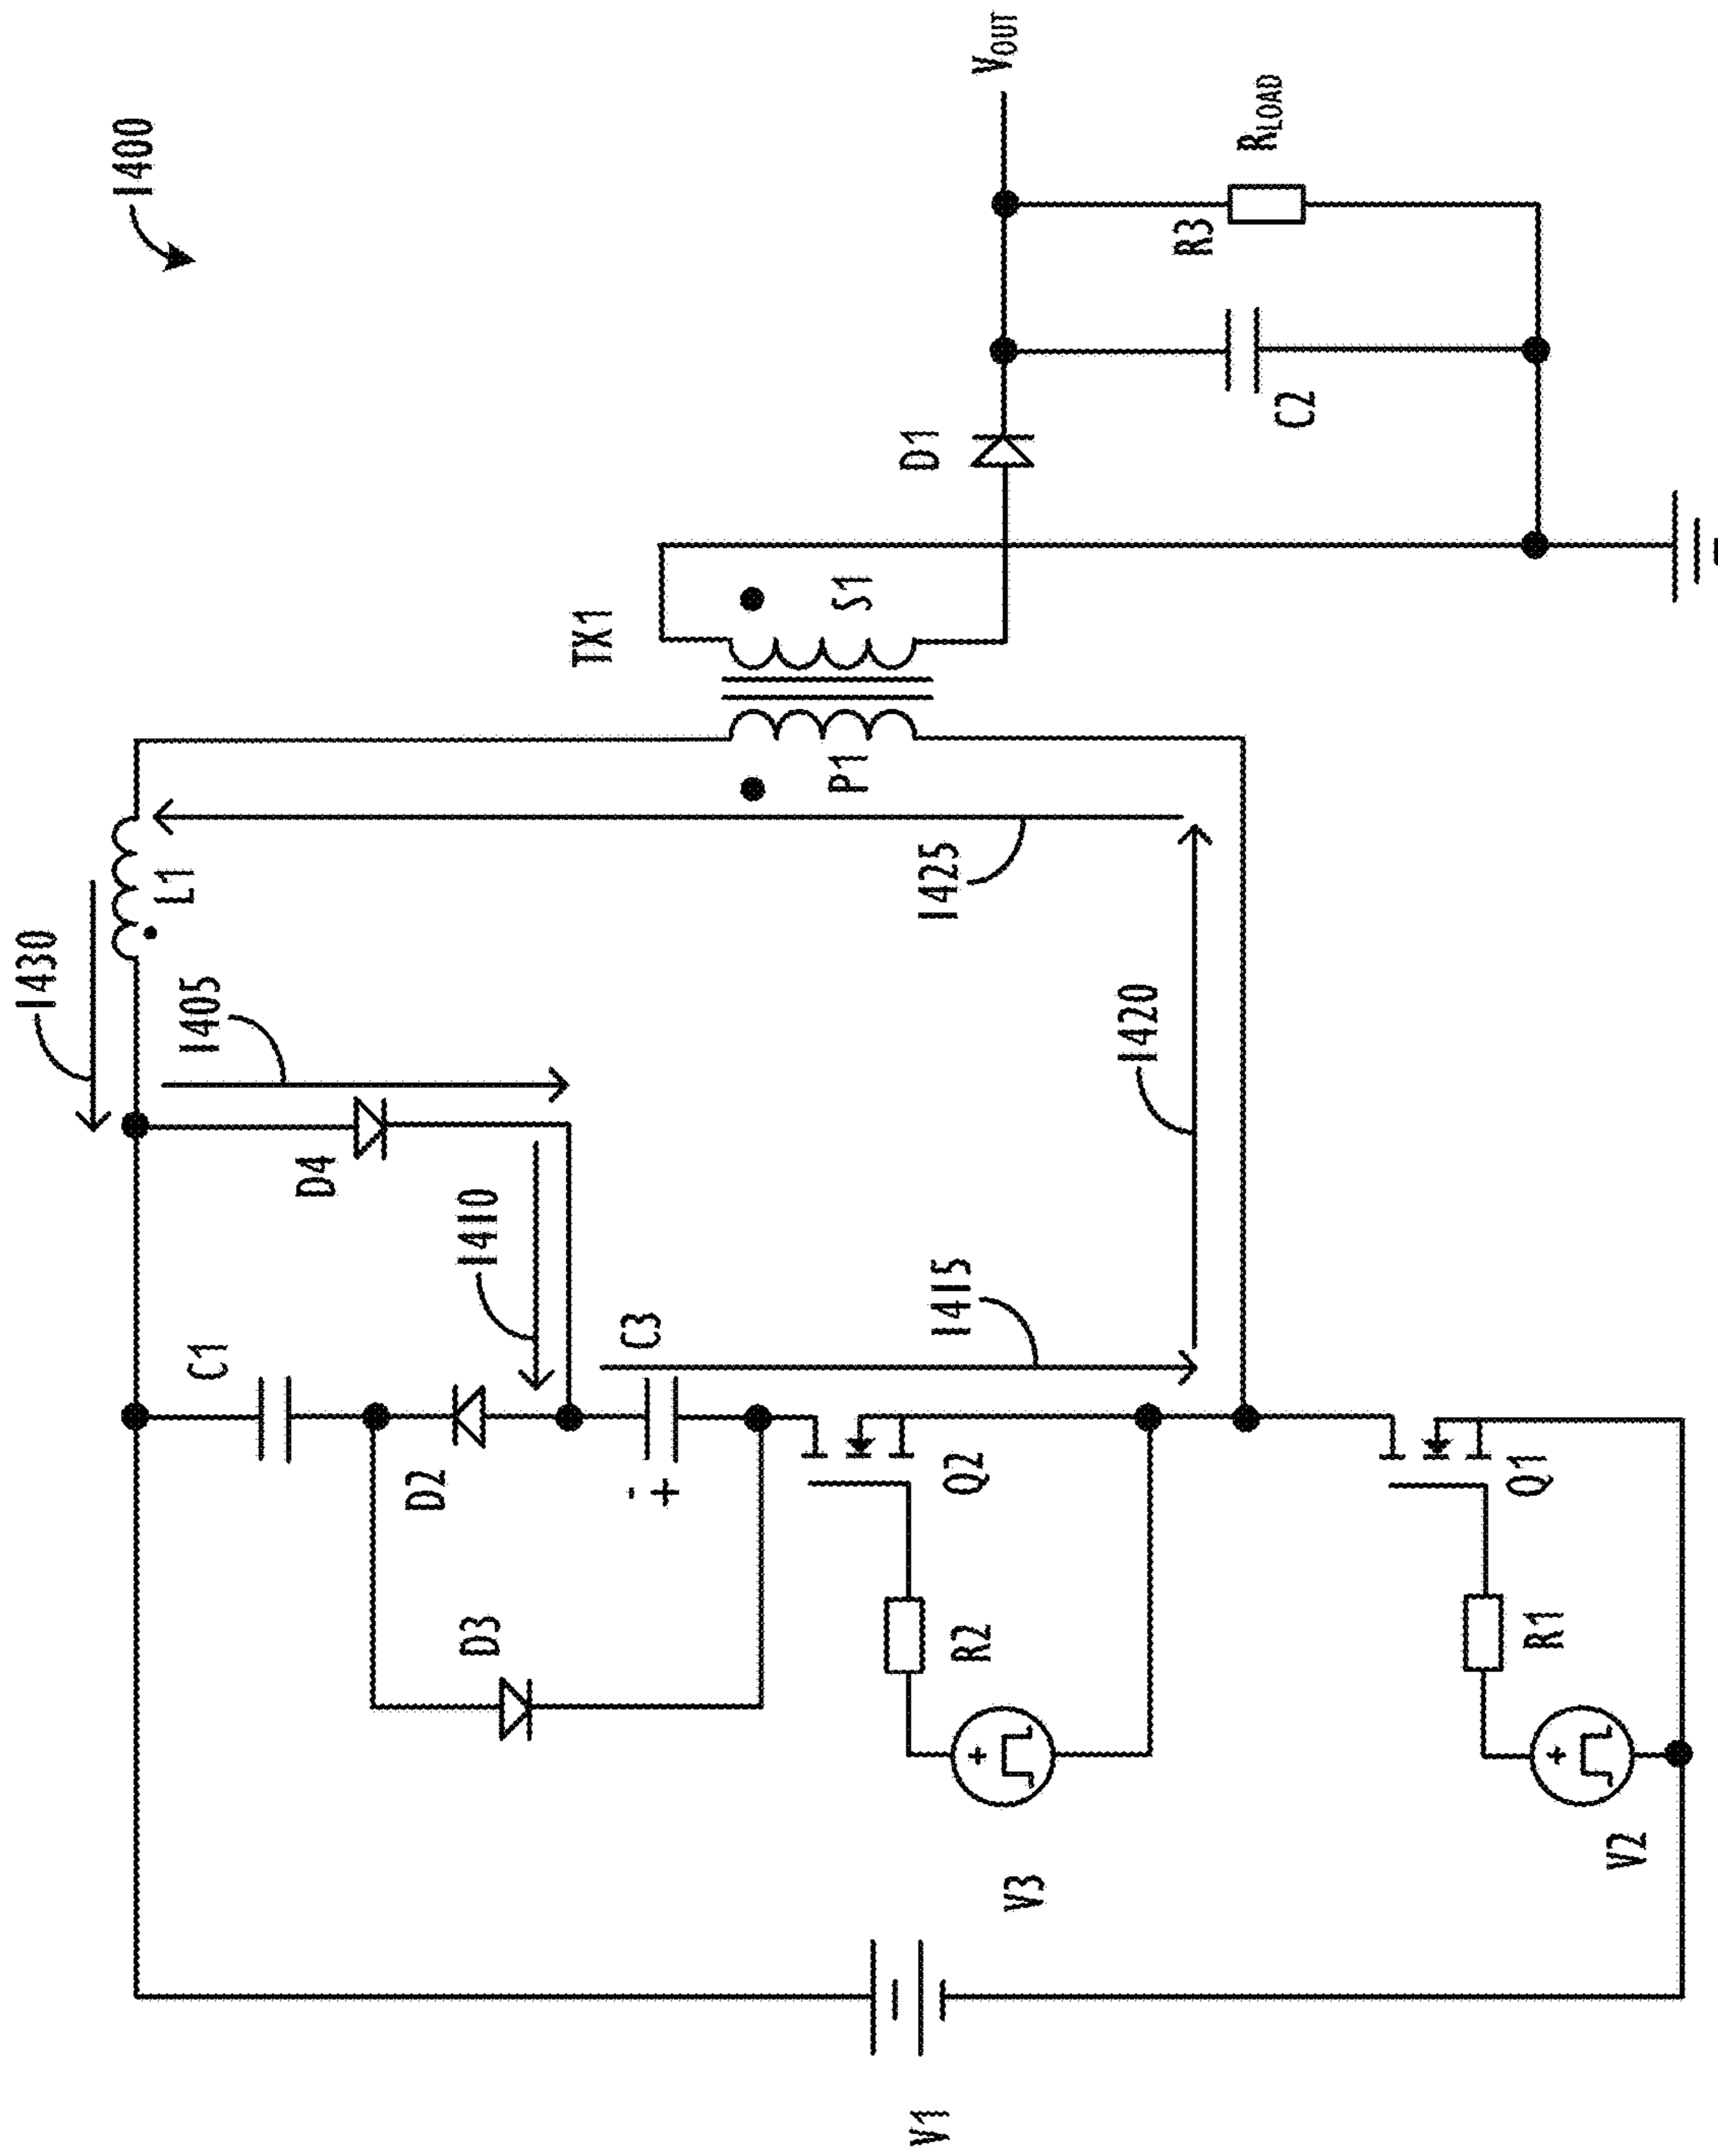 1400
1430
L1
1405
D4
1410
C1
D2
D3
C3
- +
1415
Q2
R2
+
V3
V1
1420
1425
TX1
P1
S1
D1
VOUT
C2
R3
RLOAD
Q1
R1
+
V2